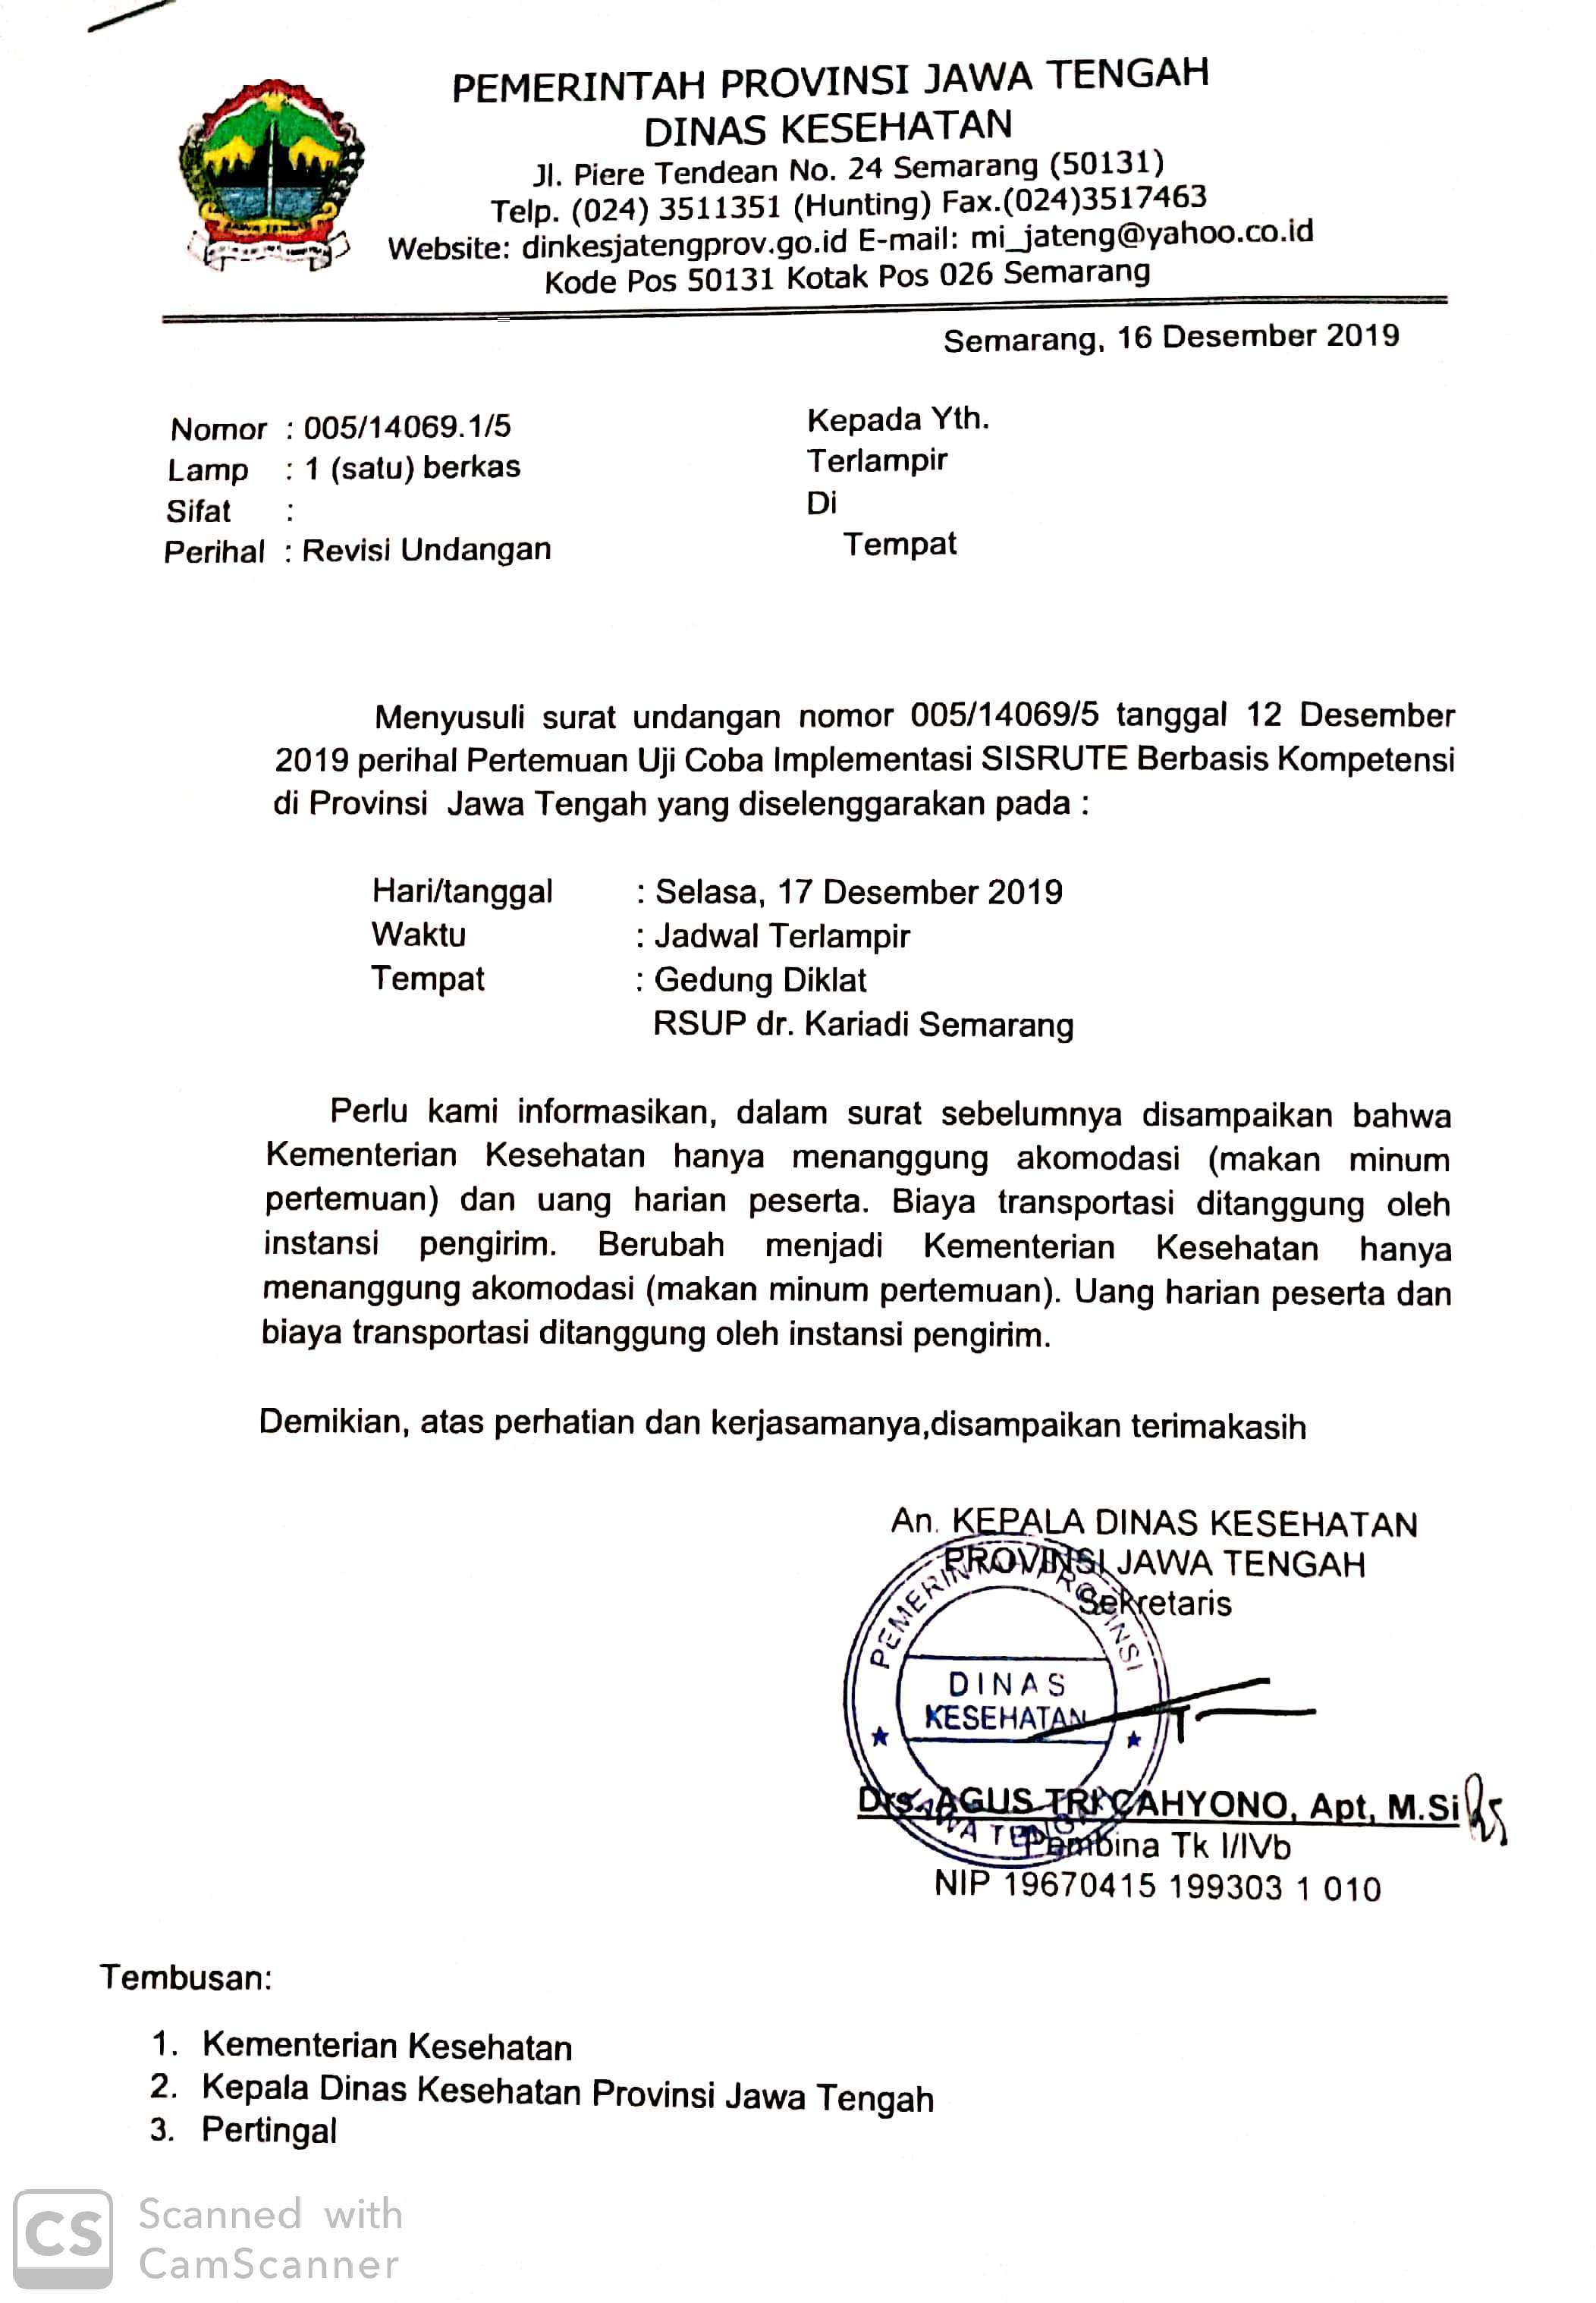 PEMERINTAH PROVINSI JAWA TENGAH
DINAS KESEHATAN
Jl. Piere Tendean No. 24 Semarang (50131)
Telp. (024) 3511351 (Hunting) Fax.(024)3517463
Website: dinkesjatengprov.go.id E-mail: mi_jateng@yahoo.co.id
Kode Pos 50131 Kotak Pos 026 Semarang
Semarang, 16 Desember 2019
Nomor : 005/14069.1/5
Lamp : 1 (satu) berkas
Sifat :
Perihal : Revisi Undangan
Kepada Yth.
Terlampir
Di
Tempat
Menyusuli surat undangan nomor 005/14069/5 tanggal 12 Desember
2019 perihal Pertemuan Uji Coba Implementasi SISRUTE Berbasis Kompetensi
di Provinsi Jawa Tengah yang diselenggarakan pada :
Hari/tanggal : Selasa, 17 Desember 2019
Waktu : Jadwal Terlampir
Tempat : Gedung Diklat
RSUP dr. Kariadi Semarang
Perlu kami informasikan, dalam surat sebelumnya disampaikan bahwa
Kementerian Kesehatan hanya menanggung akomodasi (makan minum
pertemuan) dan uang harian peserta. Biaya transportasi ditanggung oleh
instansi pengirim. Berubah menjadi Kementerian Kesehatan hanya
menanggung akomodasi (makan minum pertemuan). Uang harian peserta dan
biaya transportasi ditanggung oleh instansi pengirim.
Demikian, atas perhatian dan kerjasamanya,disampaikan terimakasih
An. KEPALA DINAS KESEHATAN
PROVINSI JAWA TENGAH
Sekretaris
PEMERINTAH PROVINSI
DINAS
KESEHATAN
JAWA TENGAH
Drs. AGUS TRI CAHYONO, Apt, M.Si
Pembina Tk I/IVb
NIP 19670415 199303 1 010
Tembusan:
1. Kementerian Kesehatan
2. Kepala Dinas Kesehatan Provinsi Jawa Tengah
3. Pertingal
CS
Scanned with
CamScanner